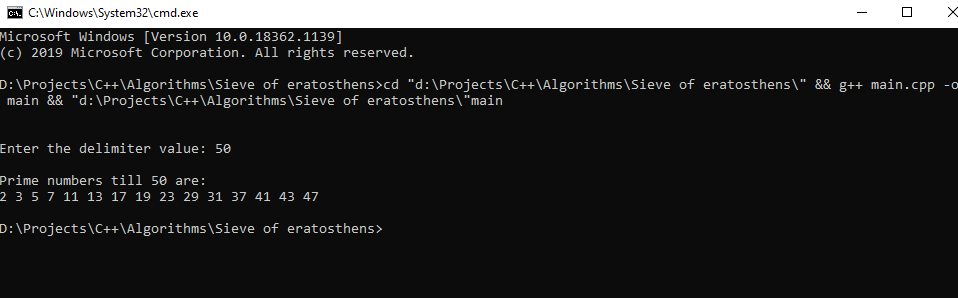 C:\Windows\System32\cmd.exe
Microsoft Windows [Version 10.0.18362.1139]
(c) 2019 Microsoft Corporation. All rights reserved.
D:\Projects\C++\Algorithms\Sieve of eratosthens>cd "d:\Projects\C++\Algorithms\Sieve of eratosthens\" && g++ main.cpp -o
main && "d:\Projects\C++\Algorithms\Sieve of eratosthens\"main
Enter the delimiter value: 50
Prime numbers till 50 are:
2 3 5 7 11 13 17 19 23 29 31 37 41 43 47
D:\Projects\C++\Algorithms\Sieve of eratosthens>